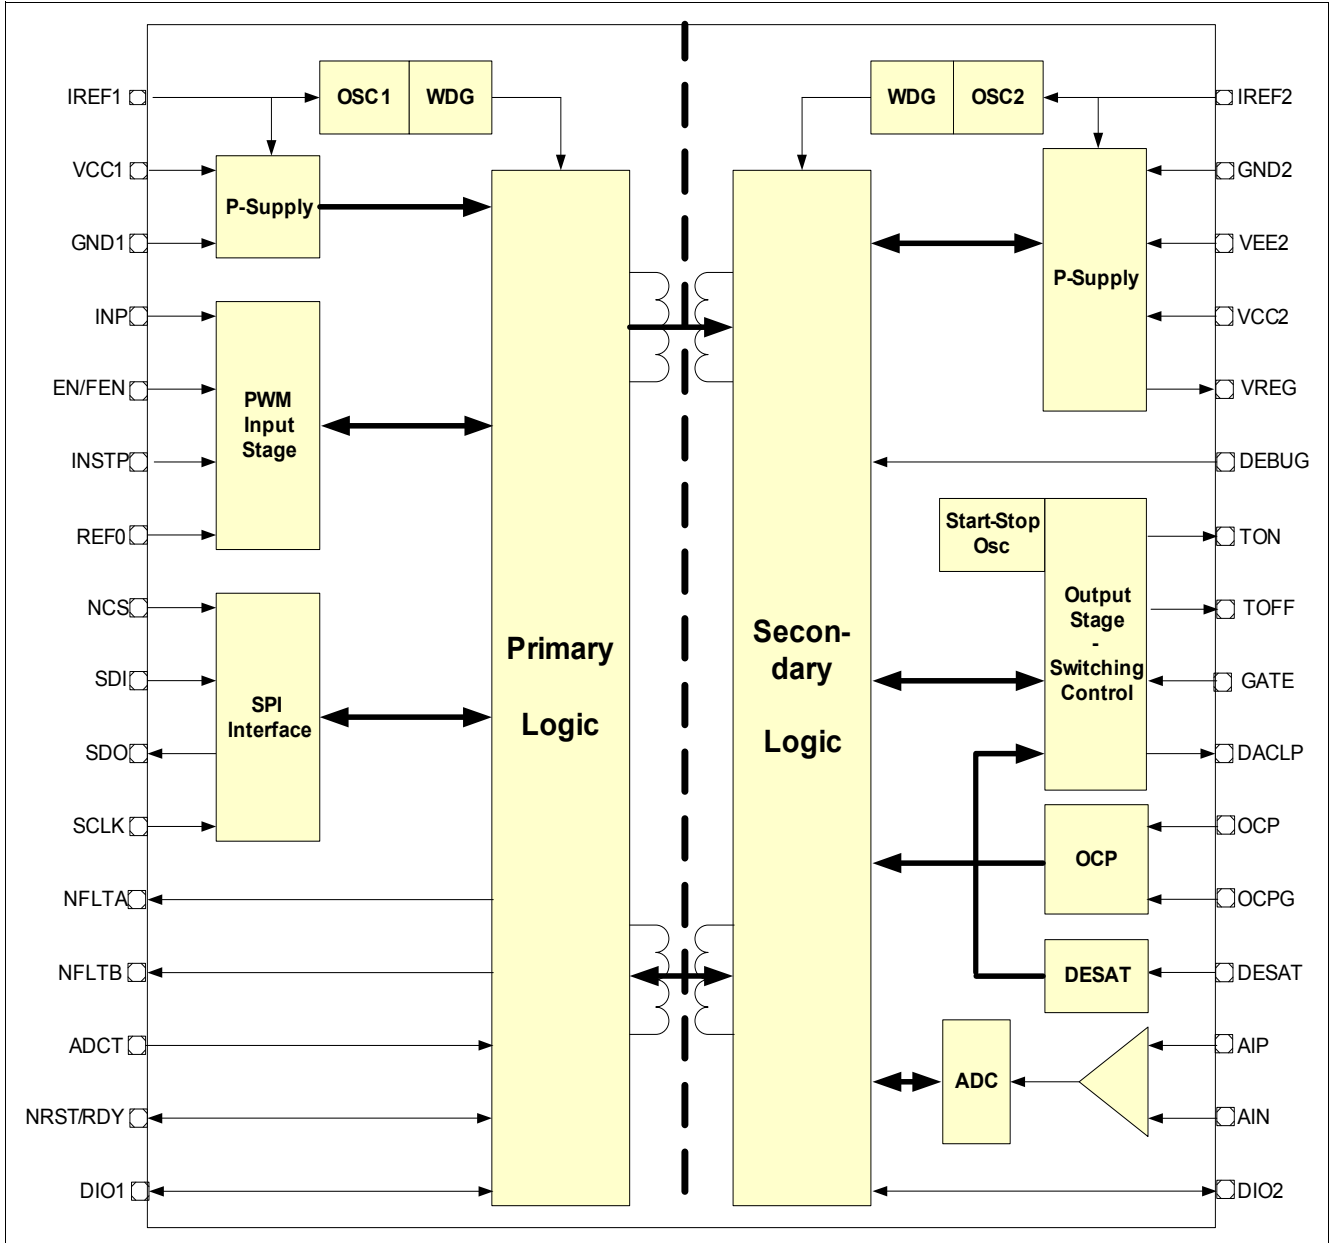 IREF1
OSC1
WDG
WDG
OSC2
IREF2
VCC1
P-Supply
GND1
GND2
VEE2
P-Supply
VCC2
VREG
INP
EN/FEN
PWM
Input
Stage
INSTP
REF0
DEBUG
Start-Stop
Osc
TON
Output
Stage
-
Switching
Control
TOFF
GATE
DACLP
NCS
SDI
SPI
Interface
SDO
SCLK
Primary
Logic
Secon-
dary
Logic
OCP
OCP
OCPG
NFLTA
NFLTB
DESAT
DESAT
ADCT
ADC
AIP
AIN
NRST/RDY
DIO1
DIO2